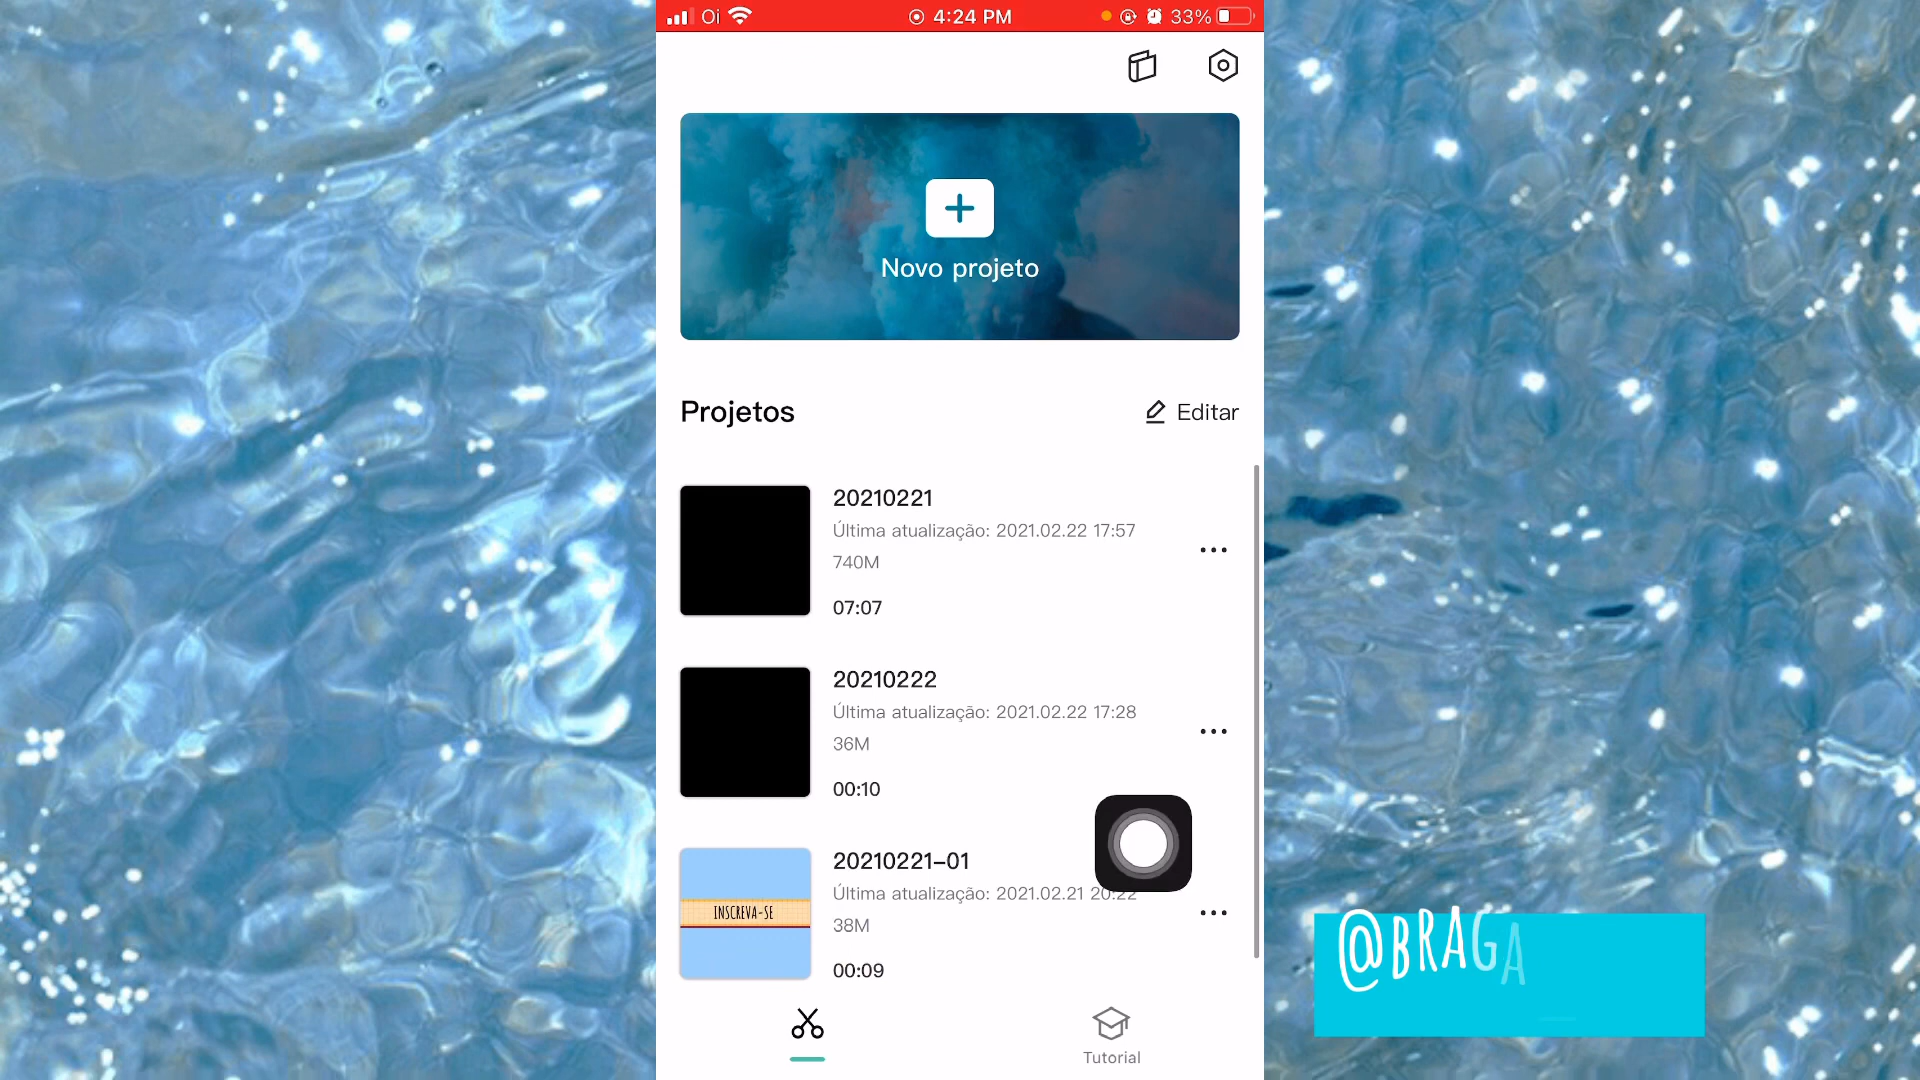 Oi 4:24 PM 33%
Novo projeto
Projetos
Editar
20210221
Última atualização: 2021.02.22 17:57
740M
07:07
20210222
Última atualização: 2021.02.22 17:28
36M
00:10
20210221-01
Última atualização: 2021.02.21 20:22
38M
00:09
INSCREVA-SE
Tutorial
@BRAGA